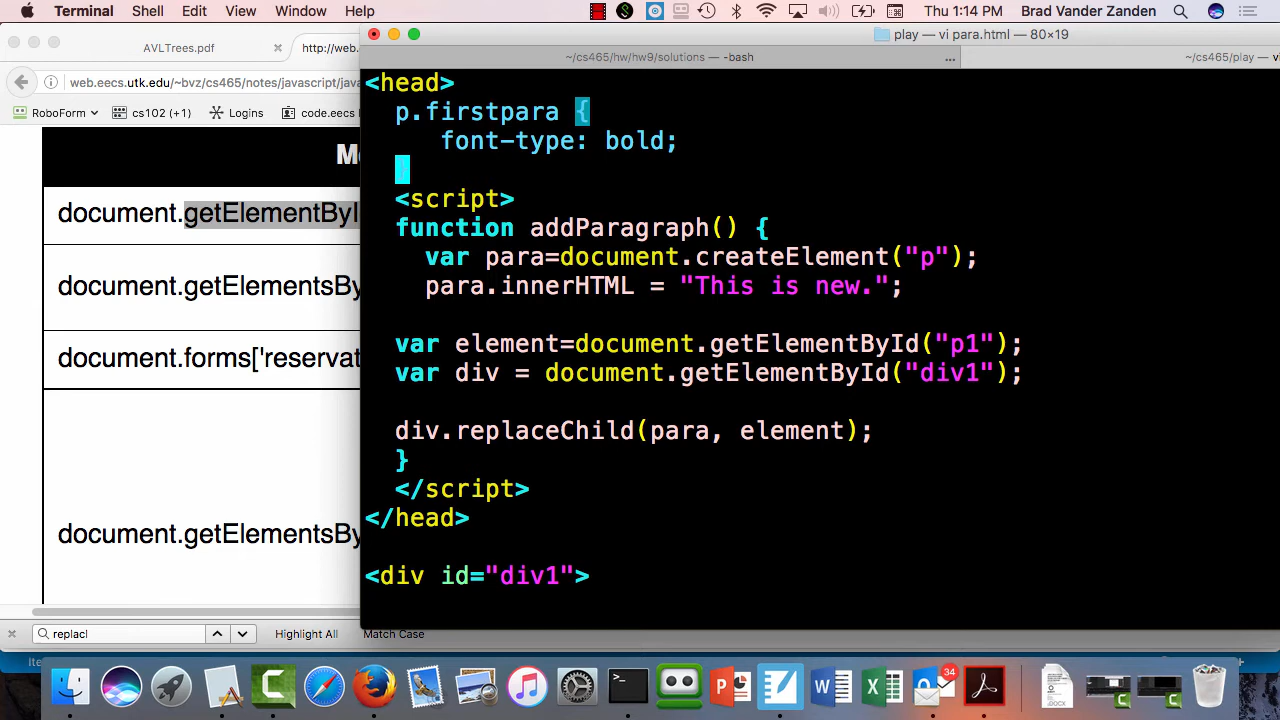 Terminal Shell Edit View Window Help Thu 1:14 PM Brad Vander Zanden
AVLTrees.pdf × http://web.
web.eecs.utk.edu/~bvz/cs465/notes/javascript/java
RoboForm cs102 (+1) Logins code.eecs
play — vi para.html — 80×19
~/cs465/hw/hw9/solutions — -bash ... ~/cs465/play — vi
document.getElementByI
document.getElementsBy
document.forms['reservat
document.getElementsBy
<head>
p.firstpara {
font-type: bold;
<script>
function addParagraph() {
var para=document.createElement("p");
para.innerHTML = "This is new.";
var element=document.getElementById("p1");
var div = document.getElementById("div1");
div.replaceChild(para, element);
}
</script>
</head>
<div id="div1">
replacl Highlight All Match Case
34